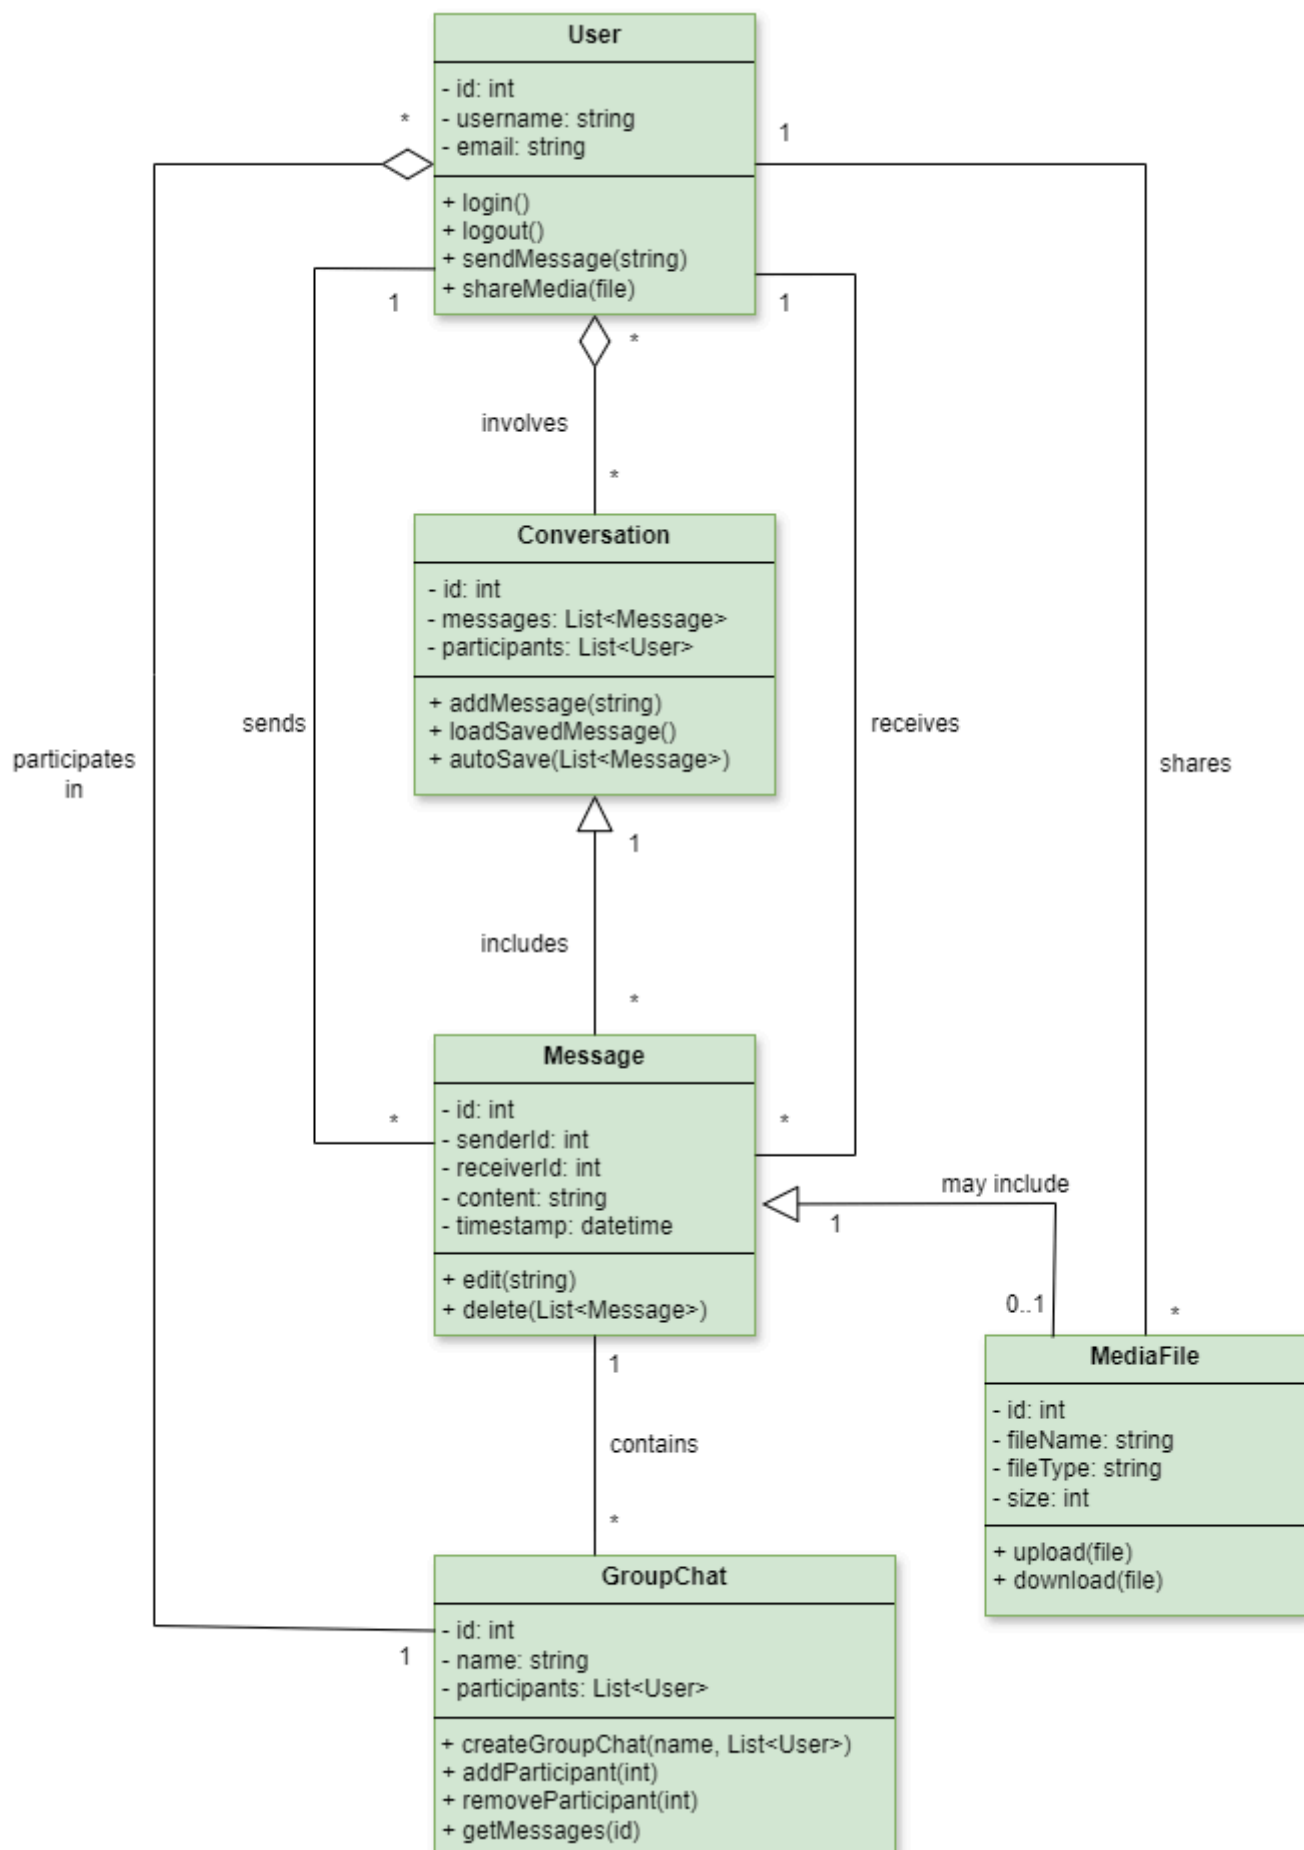 User
- id: int
- username: string
- email: string
+ login()
+ logout()
+ sendMessage(string)
+ shareMedia(file)
*
1
1
1
*
involves
*
Conversation
- id: int
- messages: List<Message>
- participants: List<User>
+ addMessage(string)
+ loadSavedMessage()
+ autoSave(List<Message>)
sends
receives
participates
in
shares
1
includes
*
Message
- id: int
- senderId: int
- receiverId: int
- content: string
- timestamp: datetime
+ edit(string)
+ delete(List<Message>)
*
*
may include
1
0..1
*
MediaFile
- id: int
- fileName: string
- fileType: string
- size: int
+ upload(file)
+ download(file)
1
contains
*
GroupChat
- id: int
- name: string
- participants: List<User>
+ createGroupChat(name, List<User>)
+ addParticipant(int)
+ removeParticipant(int)
+ getMessages(id)
1